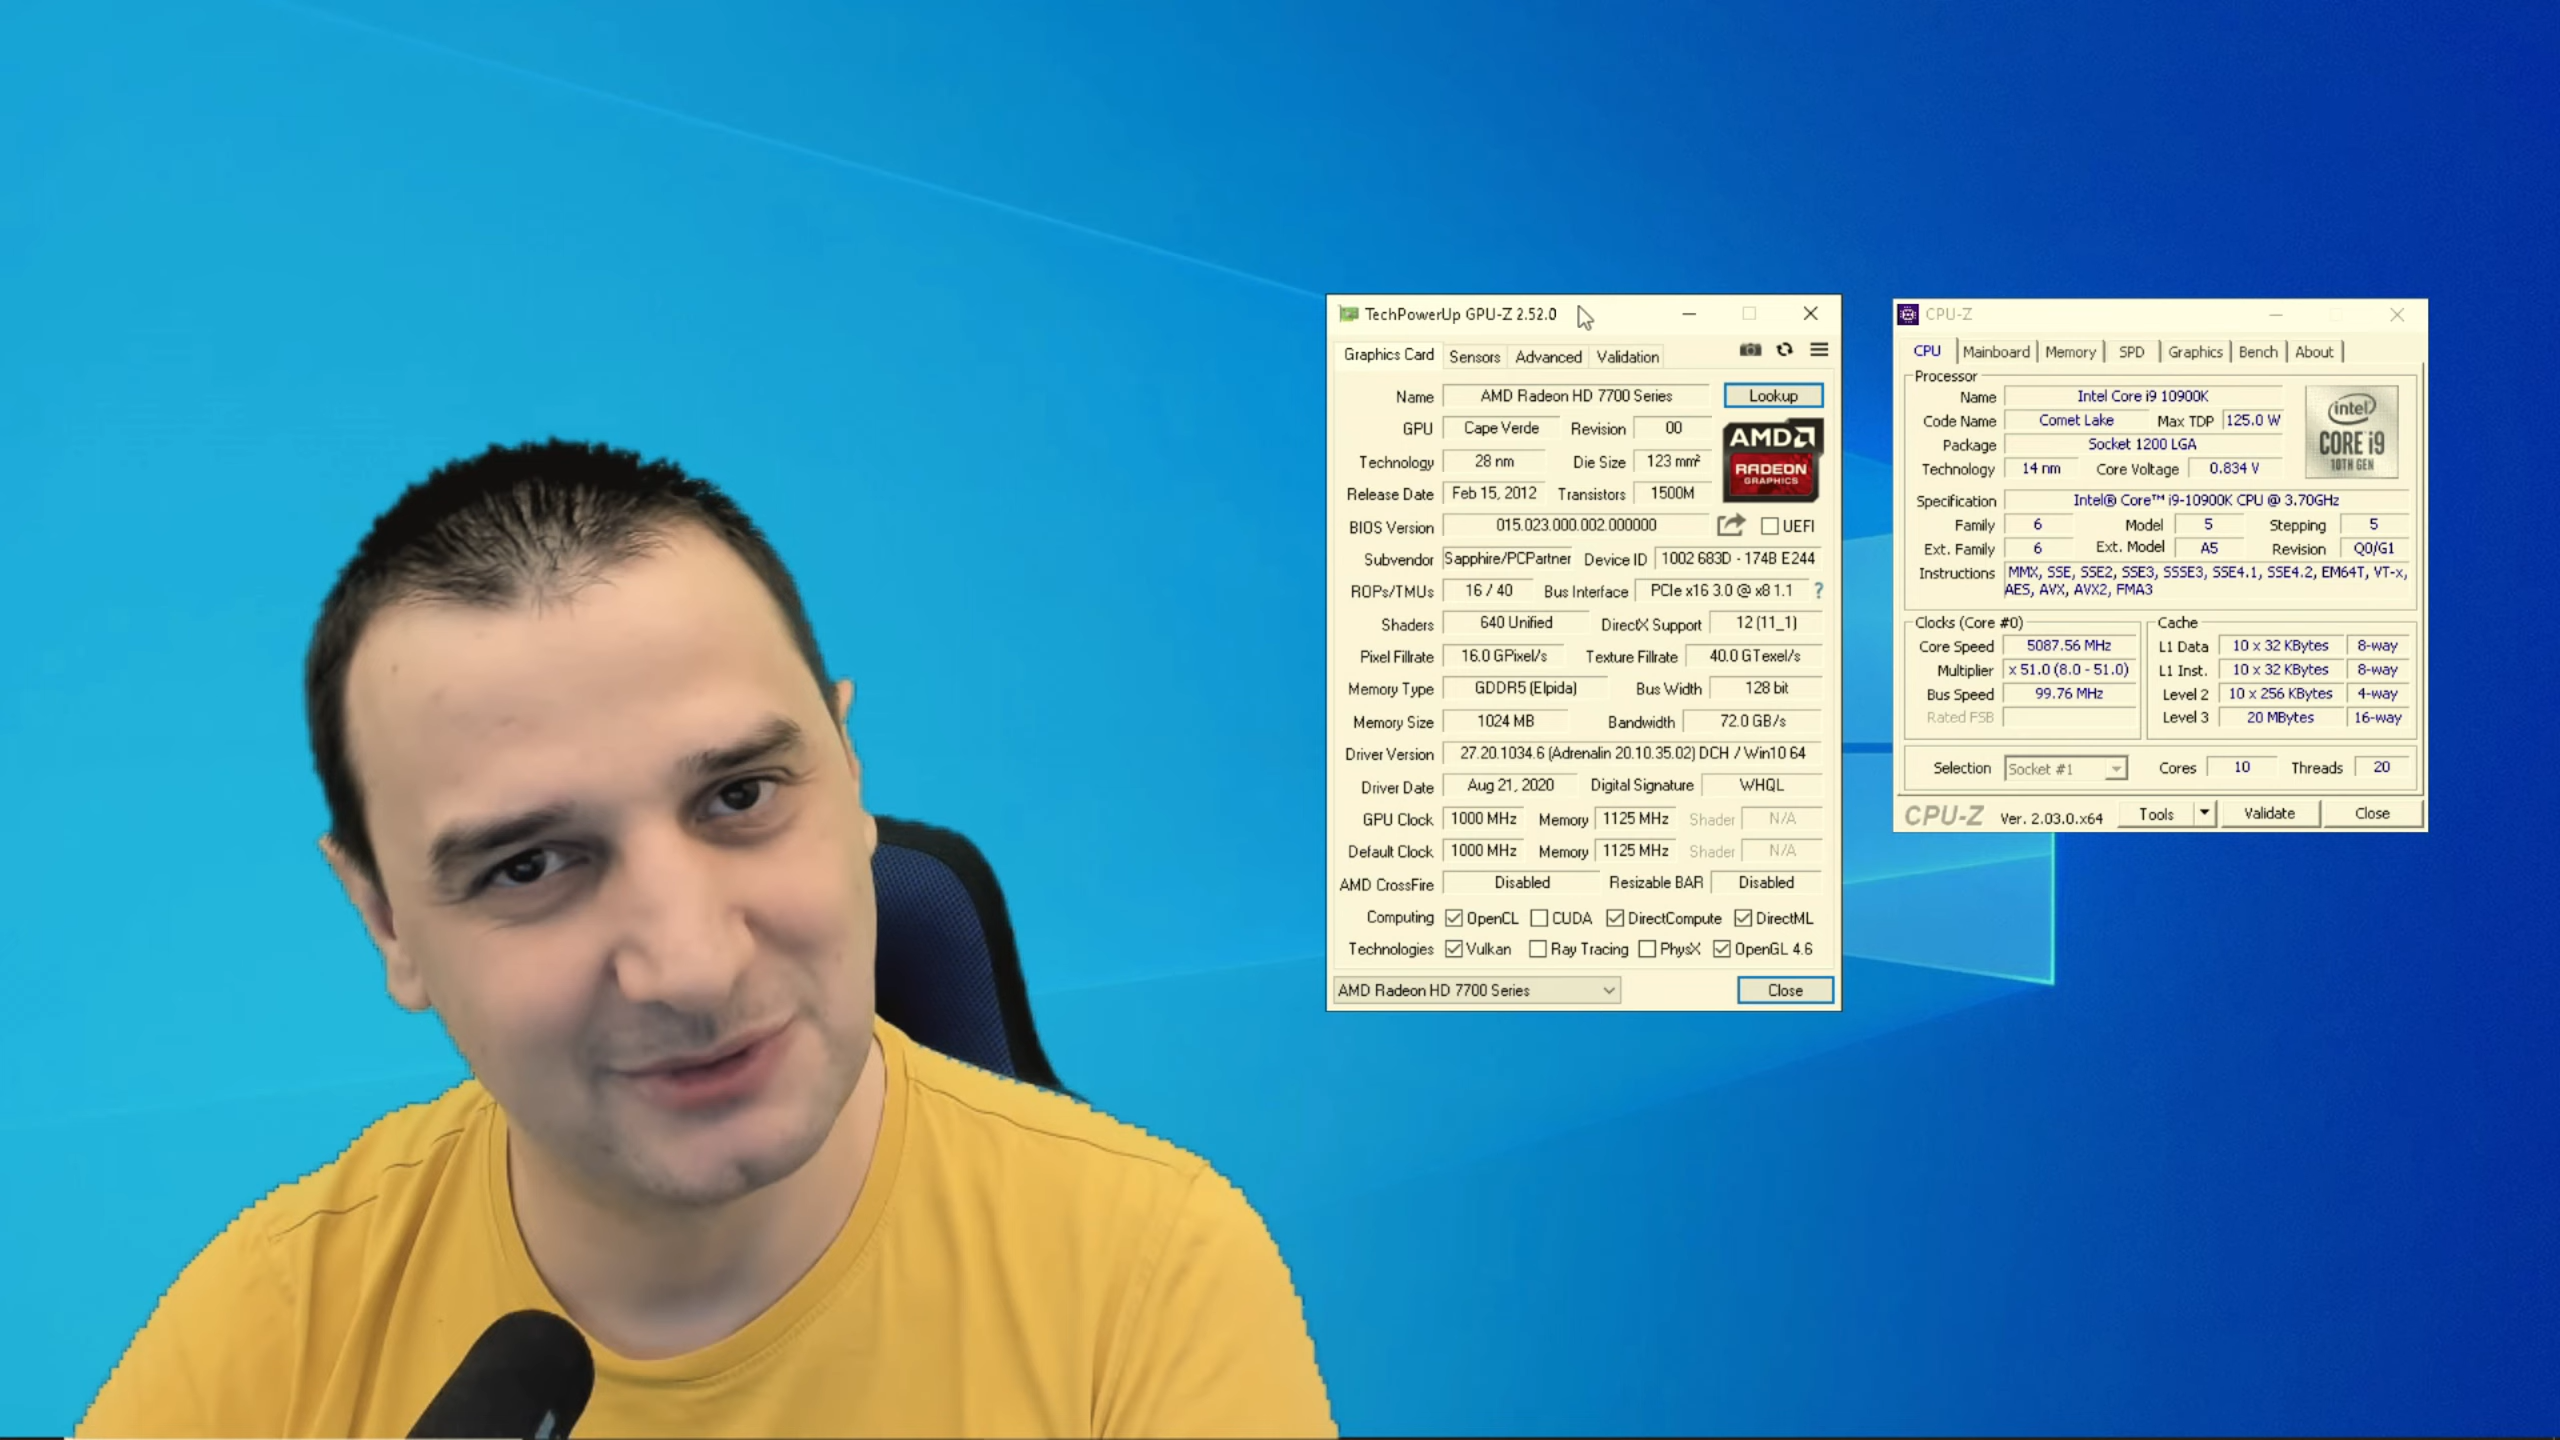 TechPowerUp GPU-Z 2.52.0
Graphics Card Sensors Advanced Validation
Name AMD Radeon HD 7700 Series Lookup
GPU Cape Verde Revision 00
Technology 28 nm Die Size 123 mm²
Release Date Feb 15, 2012 Transistors 1500M
BIOS Version 015.023.000.002.000000 UEFI
Subvendor Sapphire/PCPartner Device ID 1002 683D - 174B E244
ROPs/TMUs 16 / 40 Bus Interface PCIe x16 3.0 @ x8 1.1 ?
Shaders 640 Unified DirectX Support 12 (11_1)
Pixel Fillrate 16.0 GPixel/s Texture Fillrate 40.0 GTexel/s
Memory Type GDDR5 (Elpida) Bus Width 128 bit
Memory Size 1024 MB Bandwidth 72.0 GB/s
Driver Version 27.20.1034.6 (Adrenalin 20.10.35.02) DCH / Win10 64
Driver Date Aug 21, 2020 Digital Signature WHQL
GPU Clock 1000 MHz Memory 1125 MHz Shader N/A
Default Clock 1000 MHz Memory 1125 MHz Shader N/A
AMD CrossFire Disabled Resizable BAR Disabled
Computing OpenCL CUDA DirectCompute DirectML
Technologies Vulkan Ray Tracing PhysX OpenGL 4.6
AMD Radeon HD 7700 Series Close
AMD
RADEON
GRAPHICS
CPU-Z
CPU Mainboard Memory SPD Graphics Bench About
Processor
Name Intel Core i9 10900K
Code Name Comet Lake Max TDP 125.0 W
Package Socket 1200 LGA
Technology 14 nm Core Voltage 0.834 V
intel
CORE i9
10TH GEN
Specification Intel® Core™ i9-10900K CPU @ 3.70GHz
Family 6 Model 5 Stepping 5
Ext. Family 6 Ext. Model A5 Revision Q0/G1
Instructions MMX, SSE, SSE2, SSE3, SSSE3, SSE4.1, SSE4.2, EM64T, VT-x,
AES, AVX, AVX2, FMA3
Clocks (Core #0)
Core Speed 5087.56 MHz
Multiplier x 51.0 (8.0 - 51.0)
Bus Speed 99.76 MHz
Rated FSB
Cache
L1 Data 10 x 32 KBytes 8-way
L1 Inst. 10 x 32 KBytes 8-way
Level 2 10 x 256 KBytes 4-way
Level 3 20 MBytes 16-way
Selection Socket #1 Cores 10 Threads 20
CPU-Z Ver. 2.03.0.x64 Tools Validate Close